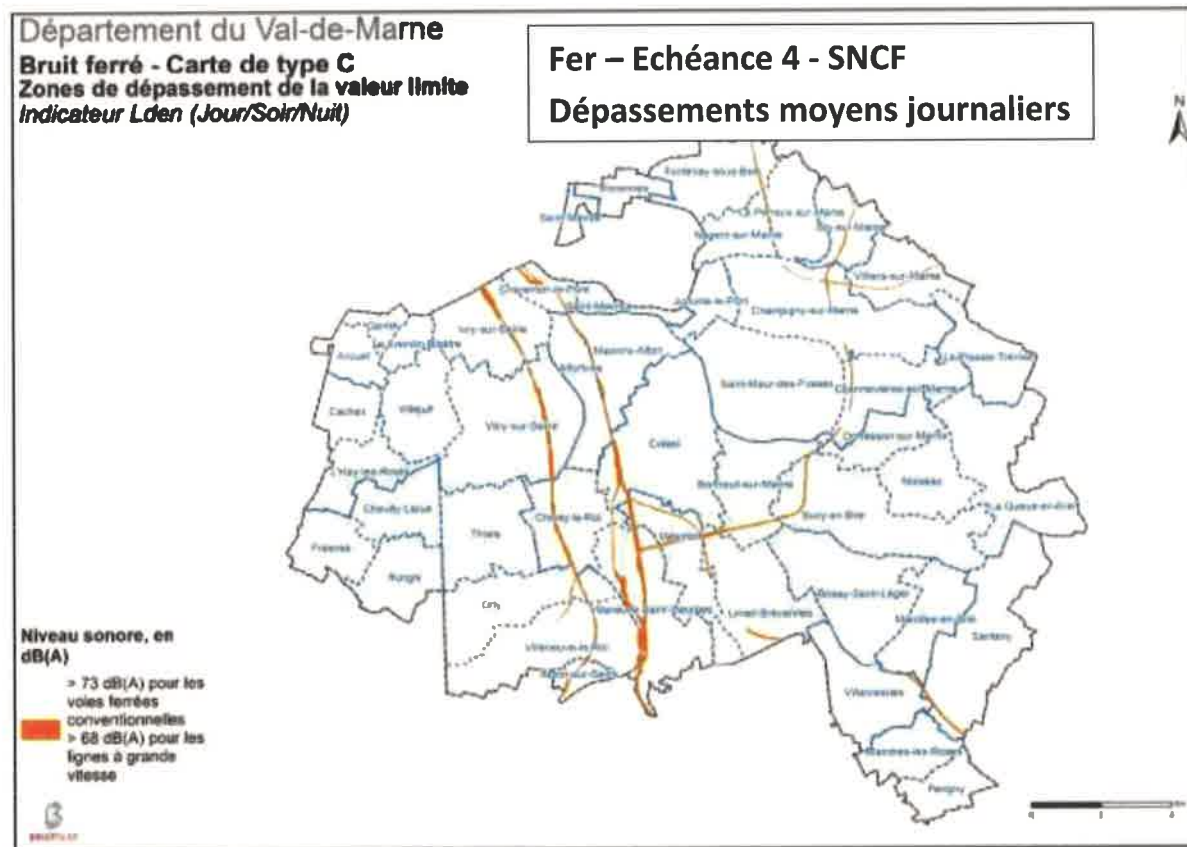 Département du Val-de-Marne
Bruit ferré - Carte de type C
Zones de dépassement de la valeur limite
Indicateur Lden (Jour/Soir/Nuit)
Fer – Echéance 4 - SNCF
Dépassements moyens journaliers
N
Fontenay-sous-Bois
Vincennes
Saint-Mandé
Le Perreux-sur-Marne
Bry-sur-Marne
Nogent-sur-Marne
Villiers-sur-Marne
Charenton-le-Pont
Saint-Maurice
Joinville-le-Pont
Champigny-sur-Marne
Gentilly
Ivry-sur-Seine
Le Kremlin-Bicêtre
Arcueil
Maisons-Alfort
Alfortville
Le Plessis-Trévise
Saint-Maur-des-Fossés
Chennevières-sur-Marne
Cachan
Villejuif
Vitry-sur-Seine
Créteil
Ormesson-sur-Marne
L'Haÿ-les-Roses
Bonneuil-sur-Marne
Noiseau
La Queue-en-Brie
Chevilly-Larue
Choisy-le-Roi
Sucy-en-Brie
Thiais
Valenton
Fresnes
Rungis
Boissy-Saint-Léger
Orly
Villeneuve-Saint-Georges
Limeil-Brévannes
Marolles-en-Brie
Santeny
Villeneuve-le-Roi
Ablon-sur-Seine
Villecresnes
Mandres-les-Roses
Périgny
Niveau sonore, en
dB(A)
> 73 dB(A) pour les
voies ferrées
conventionnelles
> 68 dB(A) pour les
lignes à grande
vitesse